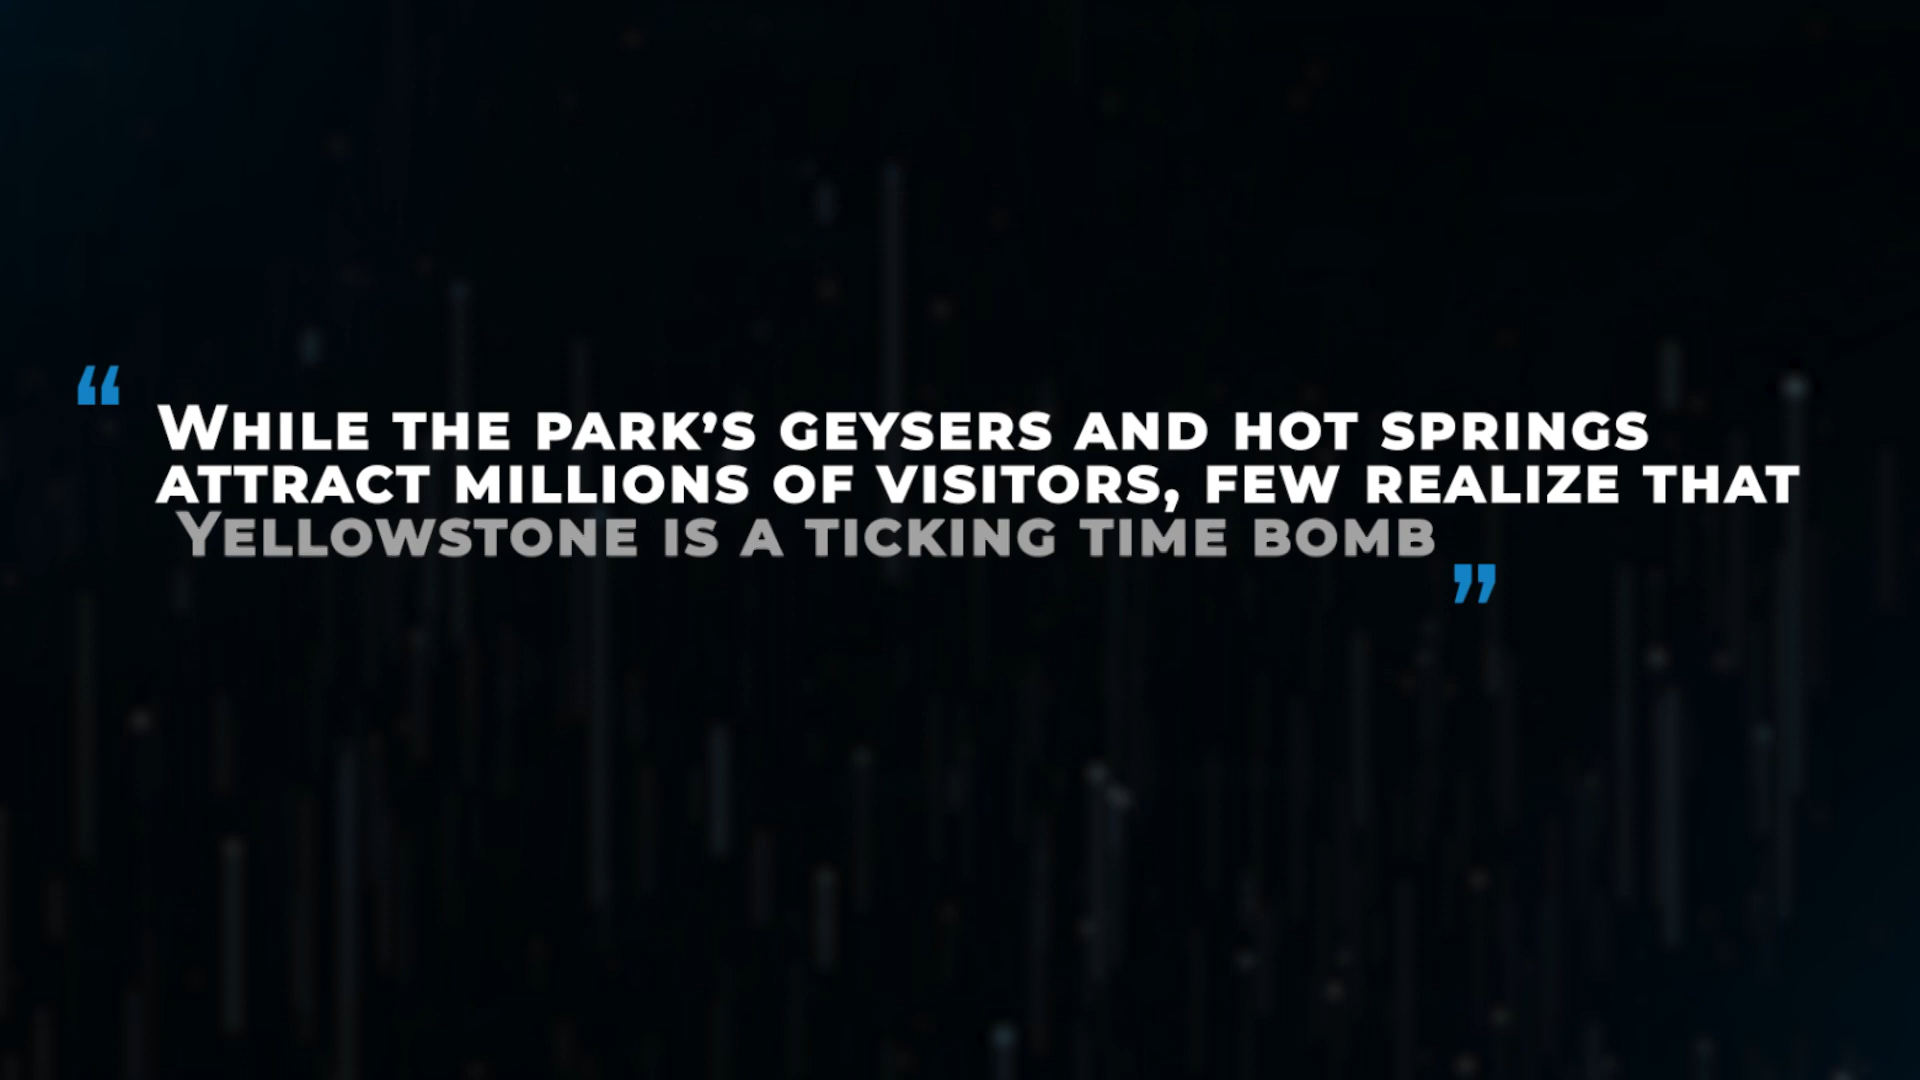 “While the park’s geysers and hot springs
attract millions of visitors, few realize that
Yellowstone is a ticking time bomb”